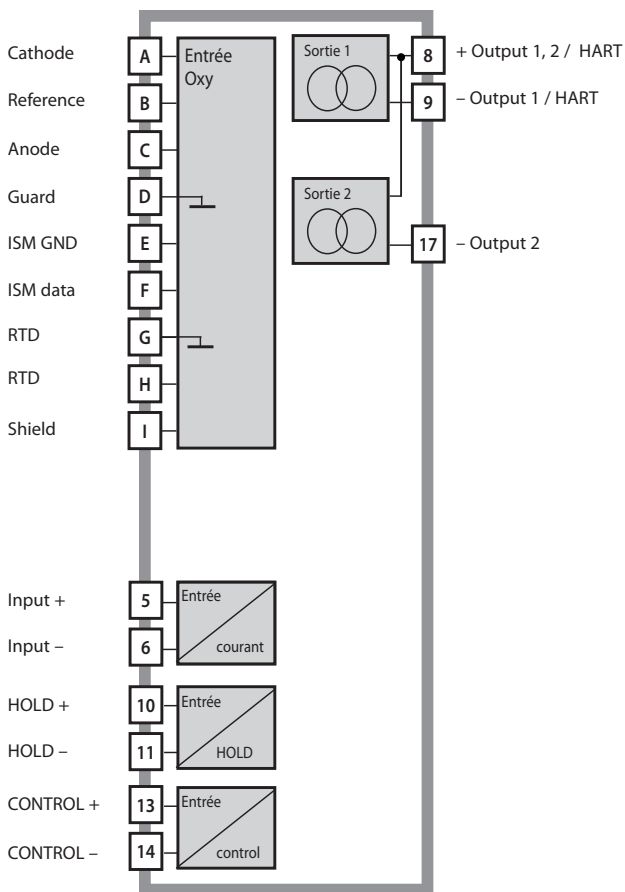 Cathode A Entrée
Oxy
Reference B
Anode C
Guard D
ISM GND E
ISM data F
RTD G
RTD H
Shield I
Sortie 1
8 + Output 1, 2 / HART
9 – Output 1 / HART
Sortie 2
17 – Output 2
Input + 5 Entrée
Input – 6 courant
HOLD + 10 Entrée
HOLD – 11 HOLD
CONTROL + 13 Entrée
CONTROL – 14 control